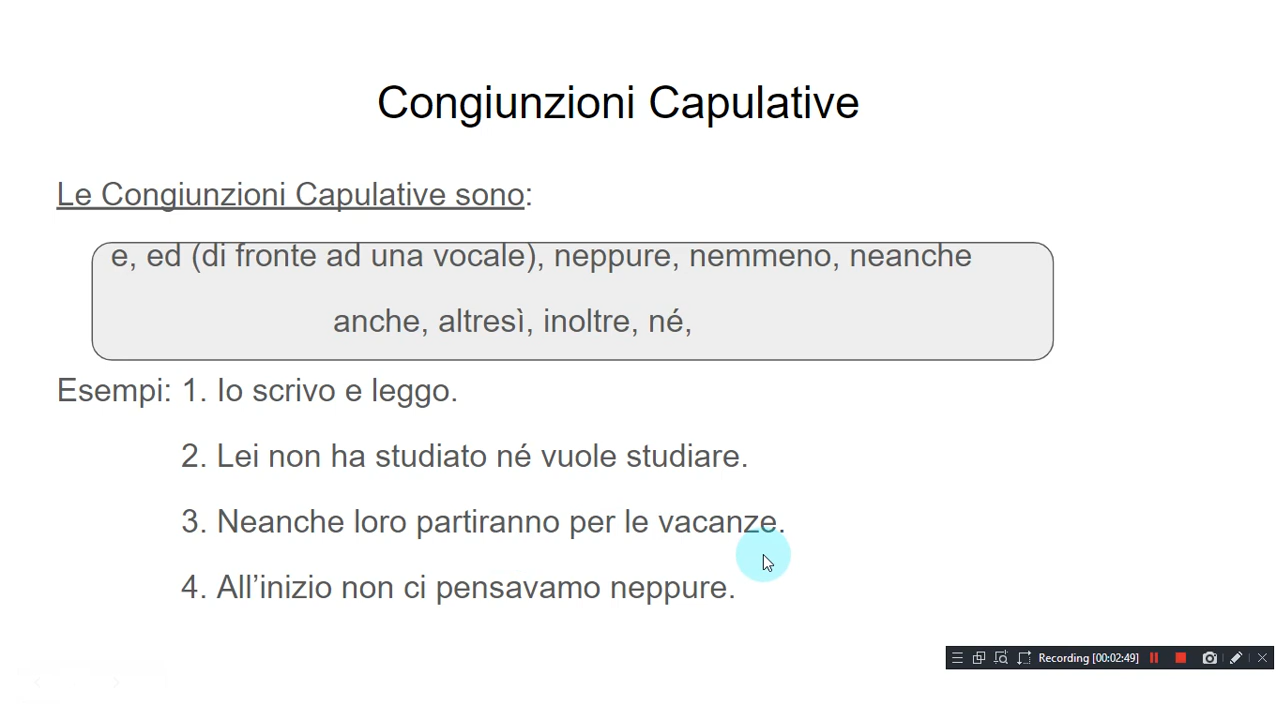 Congiunzioni Capulative
Le Congiunzioni Capulative sono:
e, ed (di fronte ad una vocale), neppure, nemmeno, neanche
anche, altresì, inoltre, né,
Esempi: 1. Io scrivo e leggo.
2. Lei non ha studiato né vuole studiare.
3. Neanche loro partiranno per le vacanze.
4. All’inizio non ci pensavamo neppure.
Recording [00:02:49]